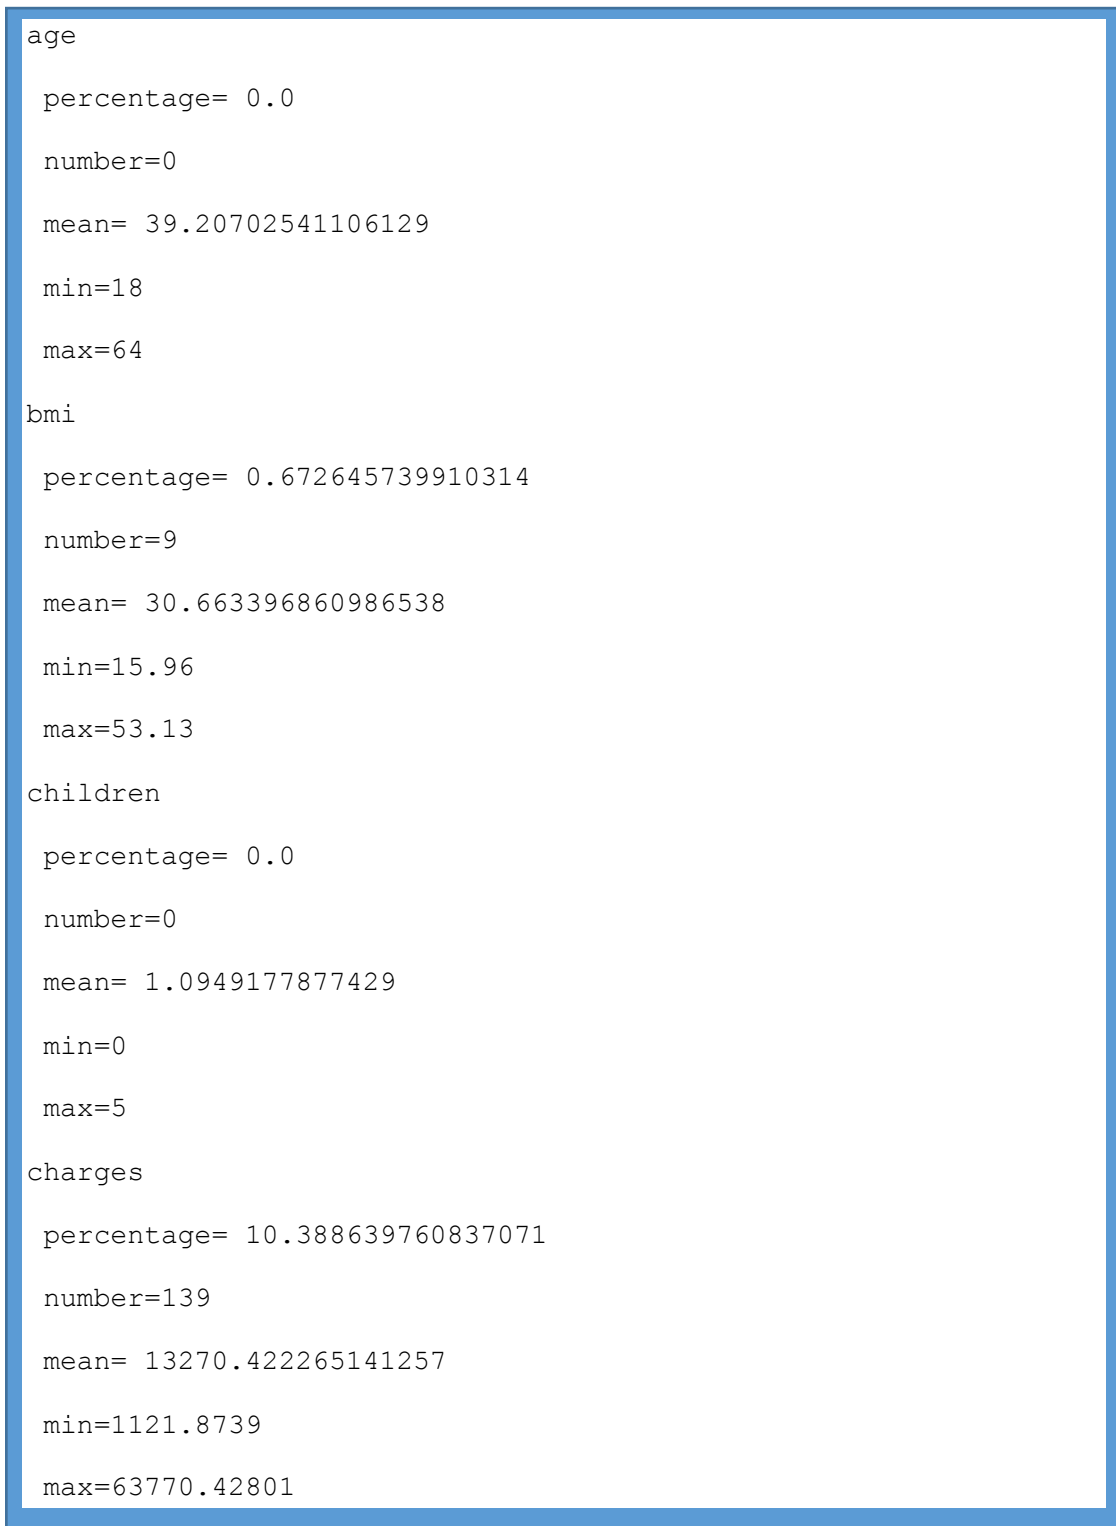 age
percentage= 0.0
number=0
mean= 39.20702541106129
min=18
max=64
bmi
percentage= 0.672645739910314
number=9
mean= 30.663396860986538
min=15.96
max=53.13
children
percentage= 0.0
number=0
mean= 1.0949177877429
min=0
max=5
charges
percentage= 10.388639760837071
number=139
mean= 13270.422265141257
min=1121.8739
max=63770.42801